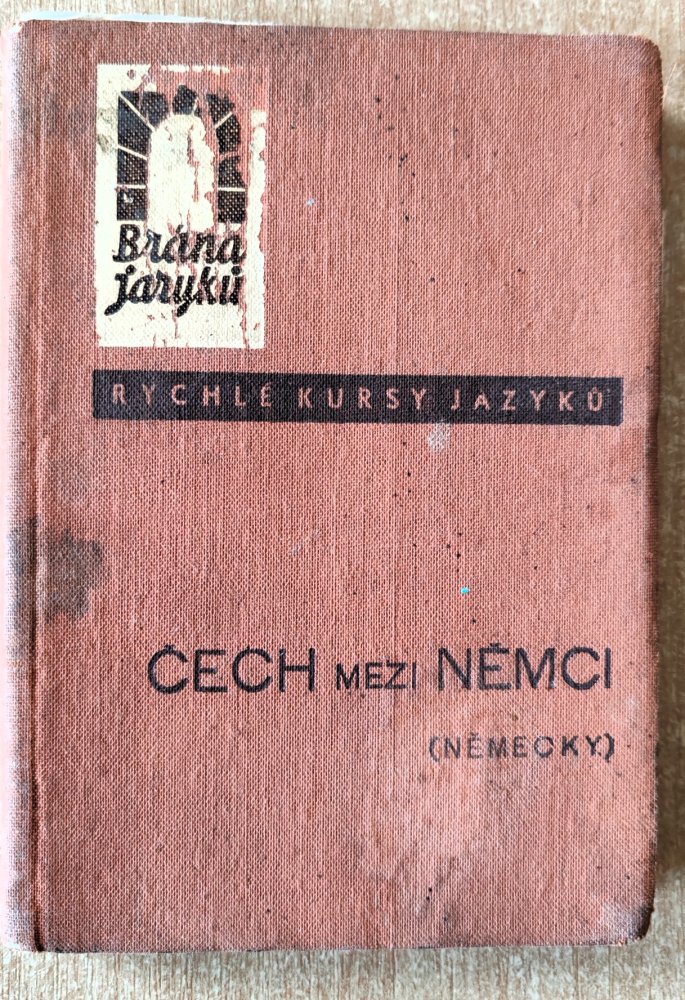 Brána
jazyků
RYCHLÉ KURSY JAZYKŮ
ČECH MEZI NĚMCI
(NĚMECKY)